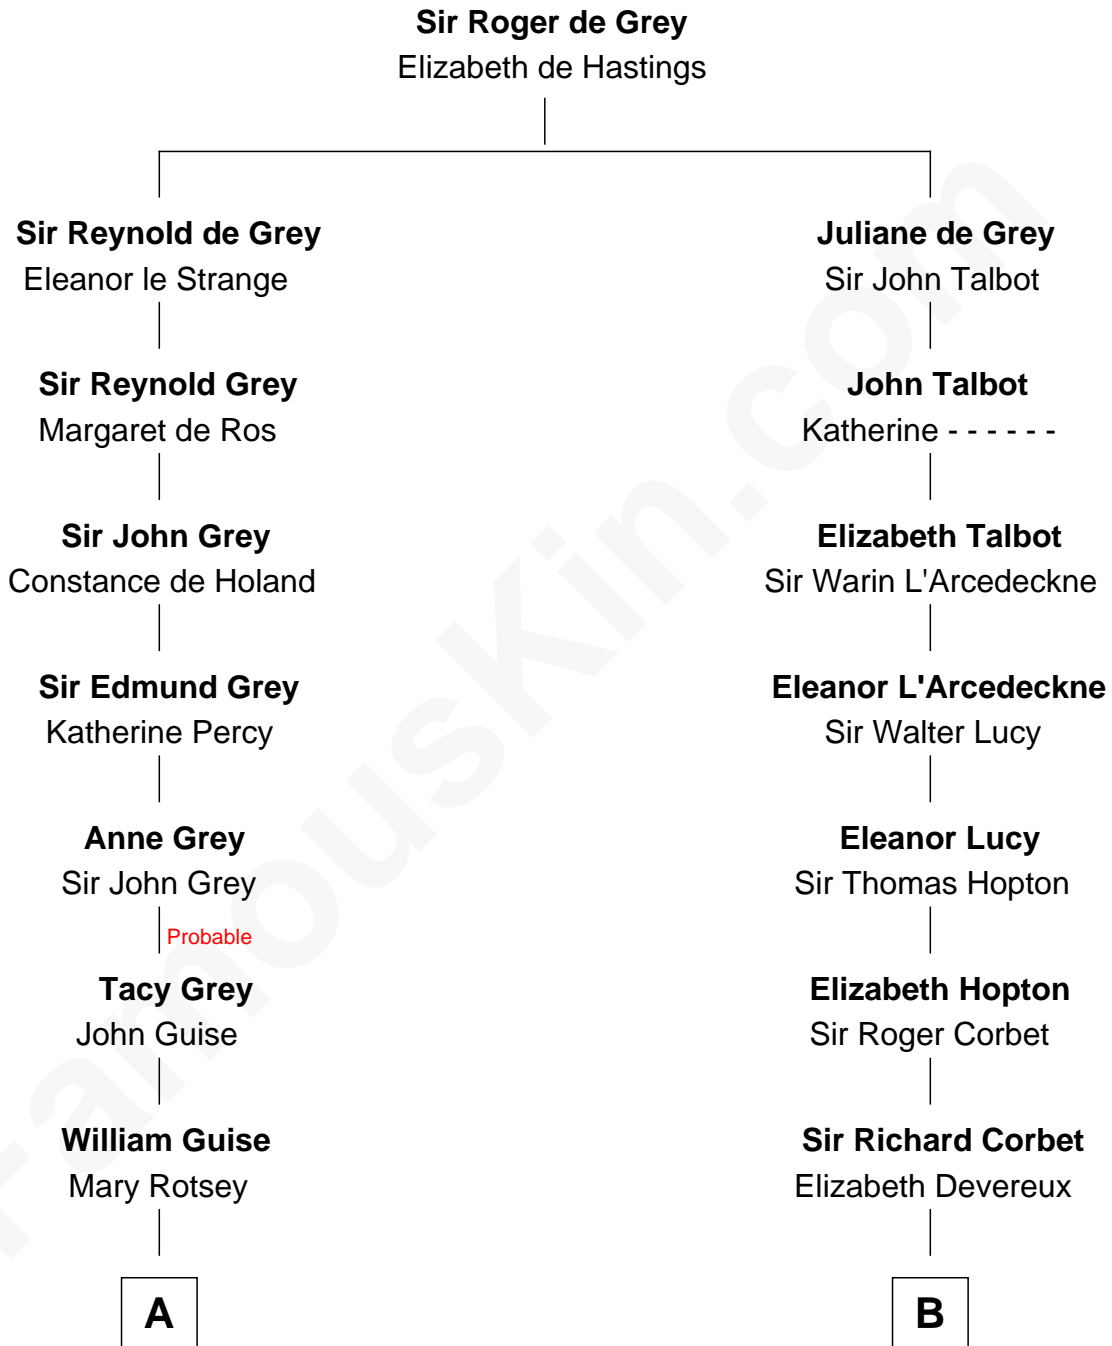 Sir Roger de Grey
Elizabeth de Hastings
Sir Reynold de Grey
Eleanor le Strange
Juliane de Grey
Sir John Talbot
Sir Reynold Grey
Margaret de Ros
John Talbot
Katherine - - - - - -
Sir John Grey
Constance de Holand
Elizabeth Talbot
Sir Warin L'Arcedeckne
Sir Edmund Grey
Katherine Percy
Eleanor L'Arcedeckne
Sir Walter Lucy
Anne Grey
Sir John Grey
Eleanor Lucy
Sir Thomas Hopton
Probable
Tacy Grey
John Guise
Elizabeth Hopton
Sir Roger Corbet
William Guise
Mary Rotsey
Sir Richard Corbet
Elizabeth Devereux
A
B
FamousKin.com